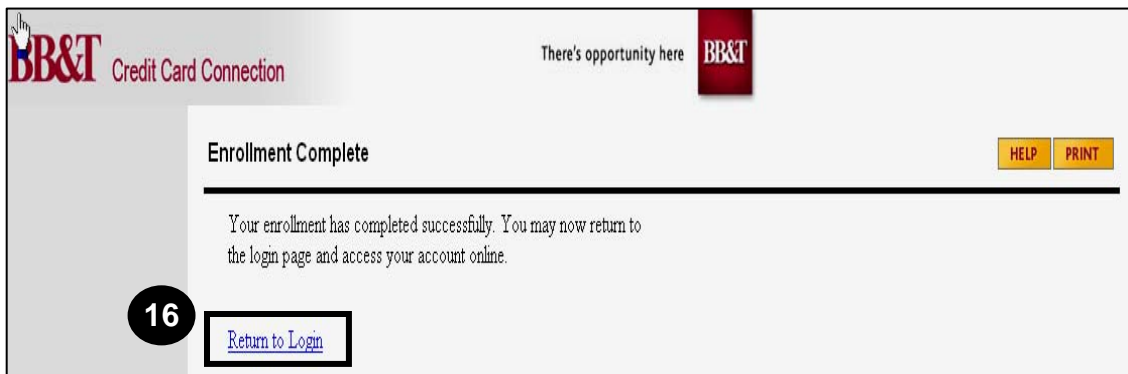 BB&T Credit Card Connection
There's opportunity here BB&T
Enrollment Complete
HELP PRINT
Your enrollment has completed successfully. You may now return to
the login page and access your account online.
16
Return to Login